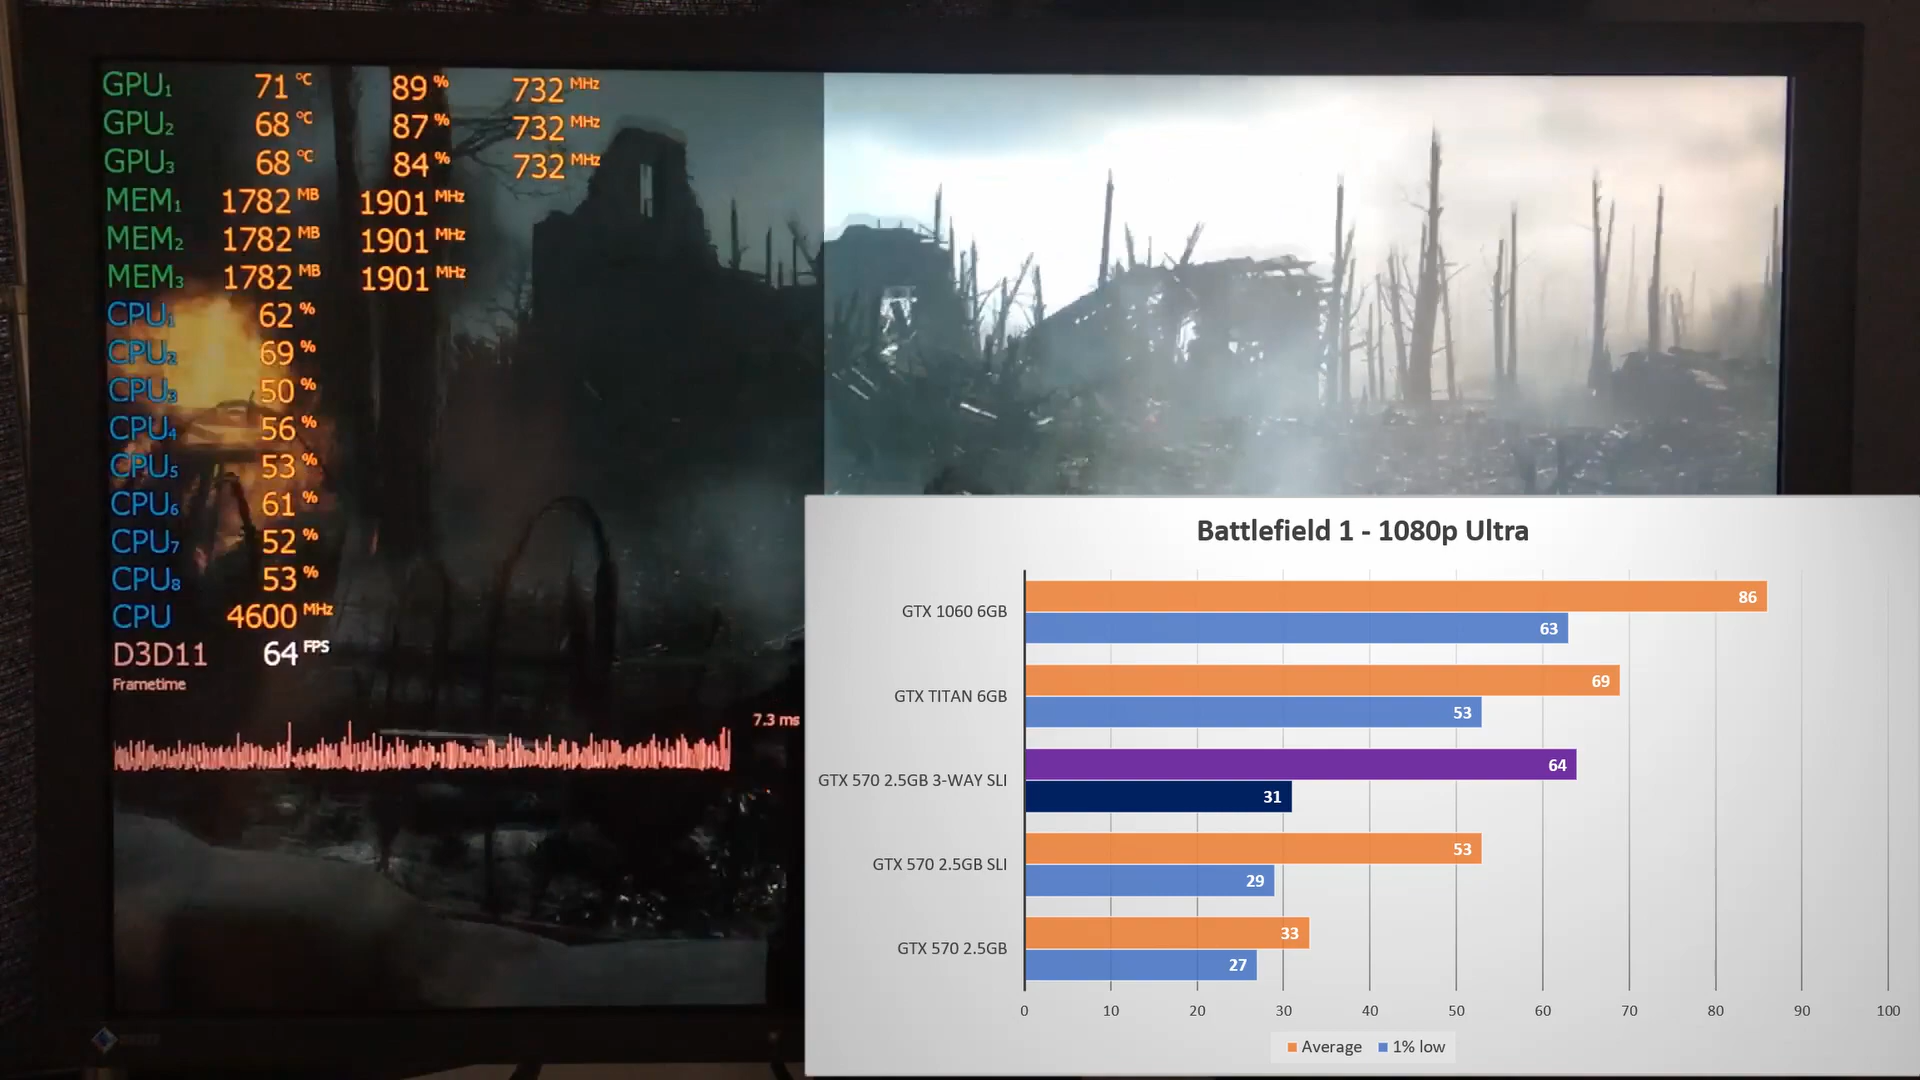 GPU1 71 °C 89 % 732 MHz
GPU2 68 °C 87 % 732 MHz
GPU3 68 °C 84 % 732 MHz
MEM1 1782 MB 1901 MHz
MEM2 1782 MB 1901 MHz
MEM3 1782 MB 1901 MHz
CPU1 62 %
CPU2 69 %
CPU3 50 %
CPU4 56 %
CPU5 53 %
CPU6 61 %
CPU7 52 %
CPU8 53 %
CPU 4600 MHz
D3D11 64 FPS
Frametime
7.3 ms
Battlefield 1 - 1080p Ultra
GTX 1060 6GB 86
63
GTX TITAN 6GB 69
53
GTX 570 2.5GB 3-WAY SLI 64
31
GTX 570 2.5GB SLI 53
29
GTX 570 2.5GB 33
27
0 10 20 30 40 50 60 70 80 90 100
Average 1% low